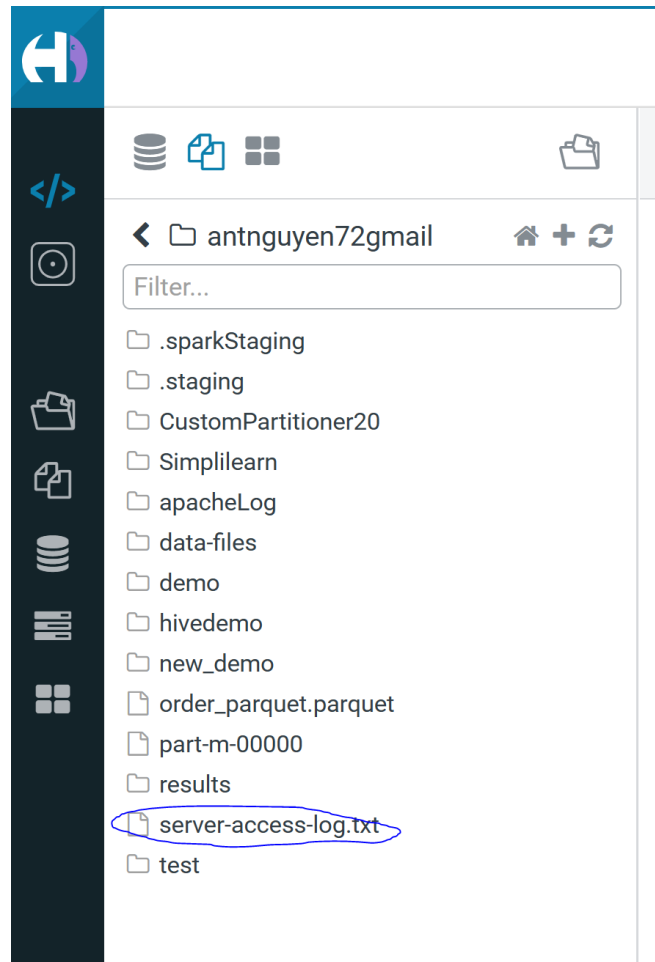 </>
antnguyen72gmail
Filter...
.sparkStaging
.staging
CustomPartitioner20
Simplilearn
apacheLog
data-files
demo
hivedemo
new_demo
order_parquet.parquet
part-m-00000
results
server-access-log.txt
test